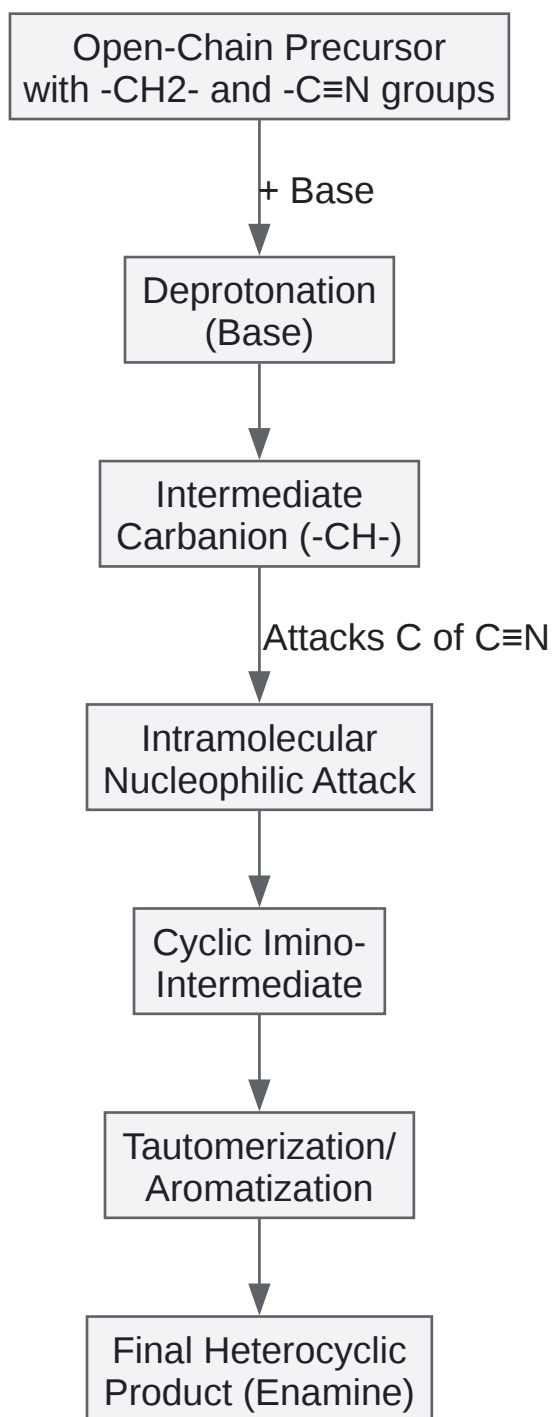 Open-Chain Precursor
with -CH2- and -C≡N groups
+ Base
Deprotonation
(Base)
Intermediate
Carbanion (-CH-)
Attacks C of C≡N
Intramolecular
Nucleophilic Attack
Cyclic Imino-
Intermediate
Tautomerization/
Aromatization
Final Heterocyclic
Product (Enamine)